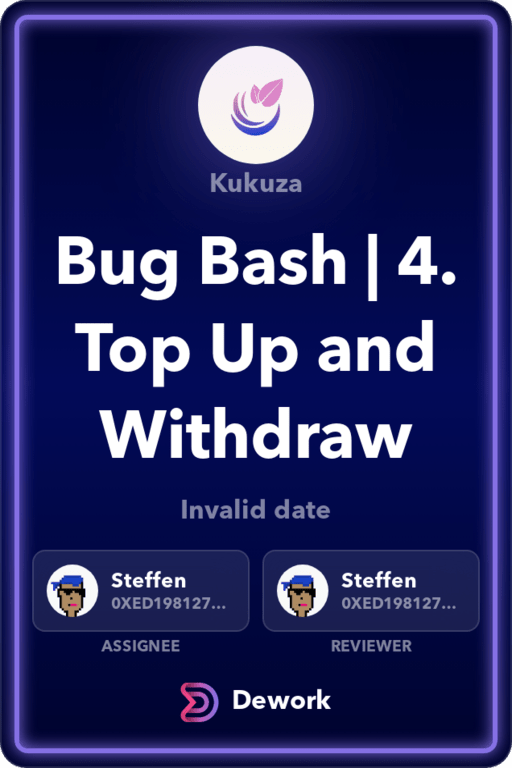 Kukuza
Bug Bash | 4.
Top Up and
Withdraw
Invalid date
Steffen
0XED198127...
ASSIGNEE
Steffen
0XED198127...
REVIEWER
Dework